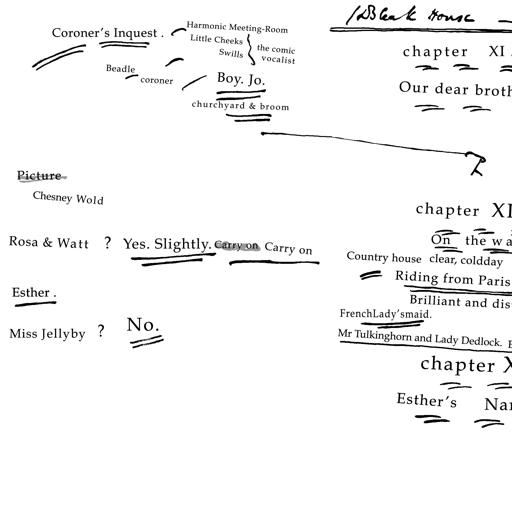 Coroner's Inquest.
Harmonic Meeting-Room
Little Cheeks
Swills
the comic
vocalist
Beadle
coroner
Boy. Jo.
churchyard & broom
Picture
Chesney Wold
Rosa & Watt ? Yes. Slightly. Carry on Carry on
Esther.
Miss Jellyby ? No.
Bleak House
chapter XI
Our dear broth
chapter XI
On the wa
Country house clear, coldday
Riding from Paris
Brilliant and dis
FrenchLady'smaid.
Mr Tulkinghorn and Lady Dedlock.
chapter X
Esther's Nar